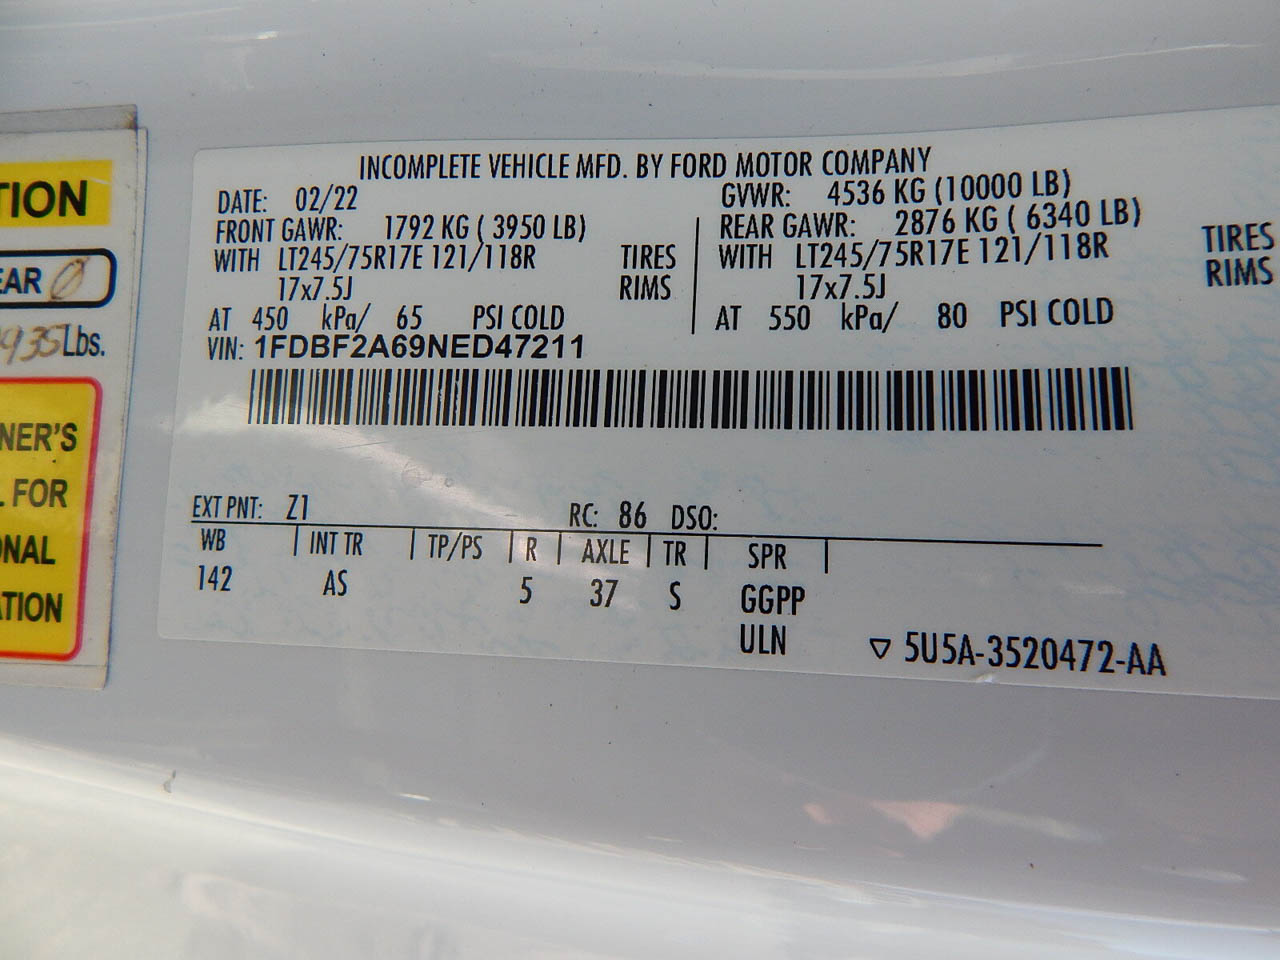 TION
EAR 0
935 Lbs.
NER'S
L FOR
ONAL
ATION
INCOMPLETE VEHICLE MFD. BY FORD MOTOR COMPANY
DATE: 02/22 GVWR: 4536 KG (10000 LB)
FRONT GAWR: 1792 KG ( 3950 LB) REAR GAWR: 2876 KG ( 6340 LB)
WITH LT245/75R17E 121/118R TIRES WITH LT245/75R17E 121/118R TIRES
17x7.5J RIMS 17x7.5J RIMS
AT 450 kPa/ 65 PSI COLD AT 550 kPa/ 80 PSI COLD
VIN: 1FDBF2A69NED47211
EXT PNT: Z1 RC: 86 DSO:
WB INT TR TP/PS R AXLE TR SPR
142 AS 5 37 S GGPP
ULN ▽ 5U5A-3520472-AA